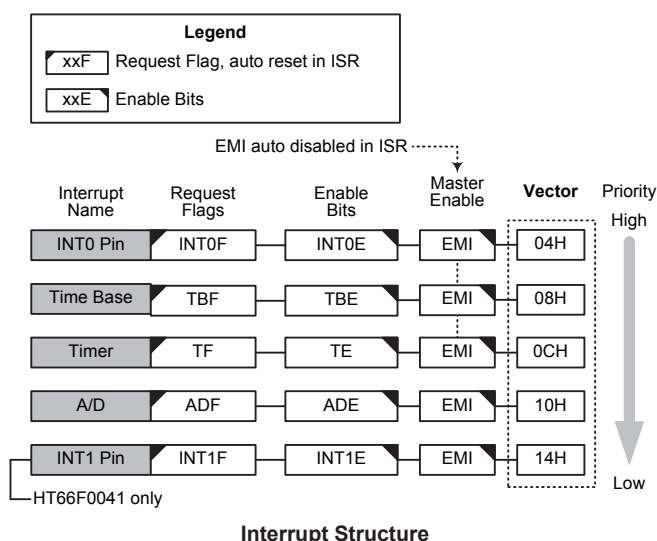 Legend
xxF Request Flag, auto reset in ISR
xxE Enable Bits
EMI auto disabled in ISR
Interrupt Name Request Flags Enable Bits Master Enable Vector Priority
High
INT0 Pin INT0F INT0E EMI 04H
Time Base TBF TBE EMI 08H
Timer TF TE EMI 0CH
A/D ADF ADE EMI 10H
INT1 Pin INT1F INT1E EMI 14H
Low
HT66F0041 only
Interrupt Structure